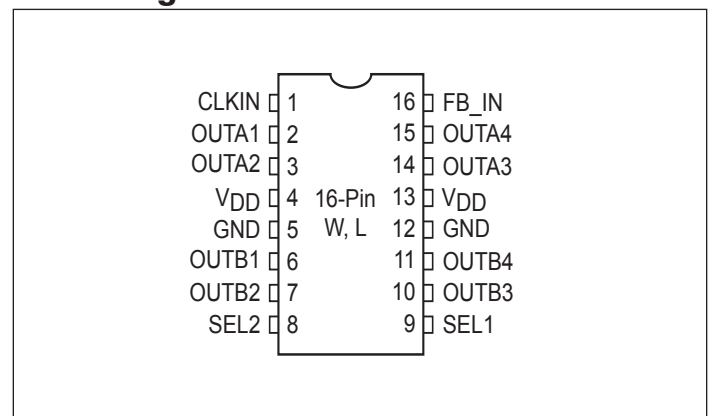 CLKIN 1 16 FB_IN
OUTA1 2 15 OUTA4
OUTA2 3 14 OUTA3
VDD 4 16-Pin 13 VDD
GND 5 W, L 12 GND
OUTB1 6 11 OUTB4
OUTB2 7 10 OUTB3
SEL2 8 9 SEL1